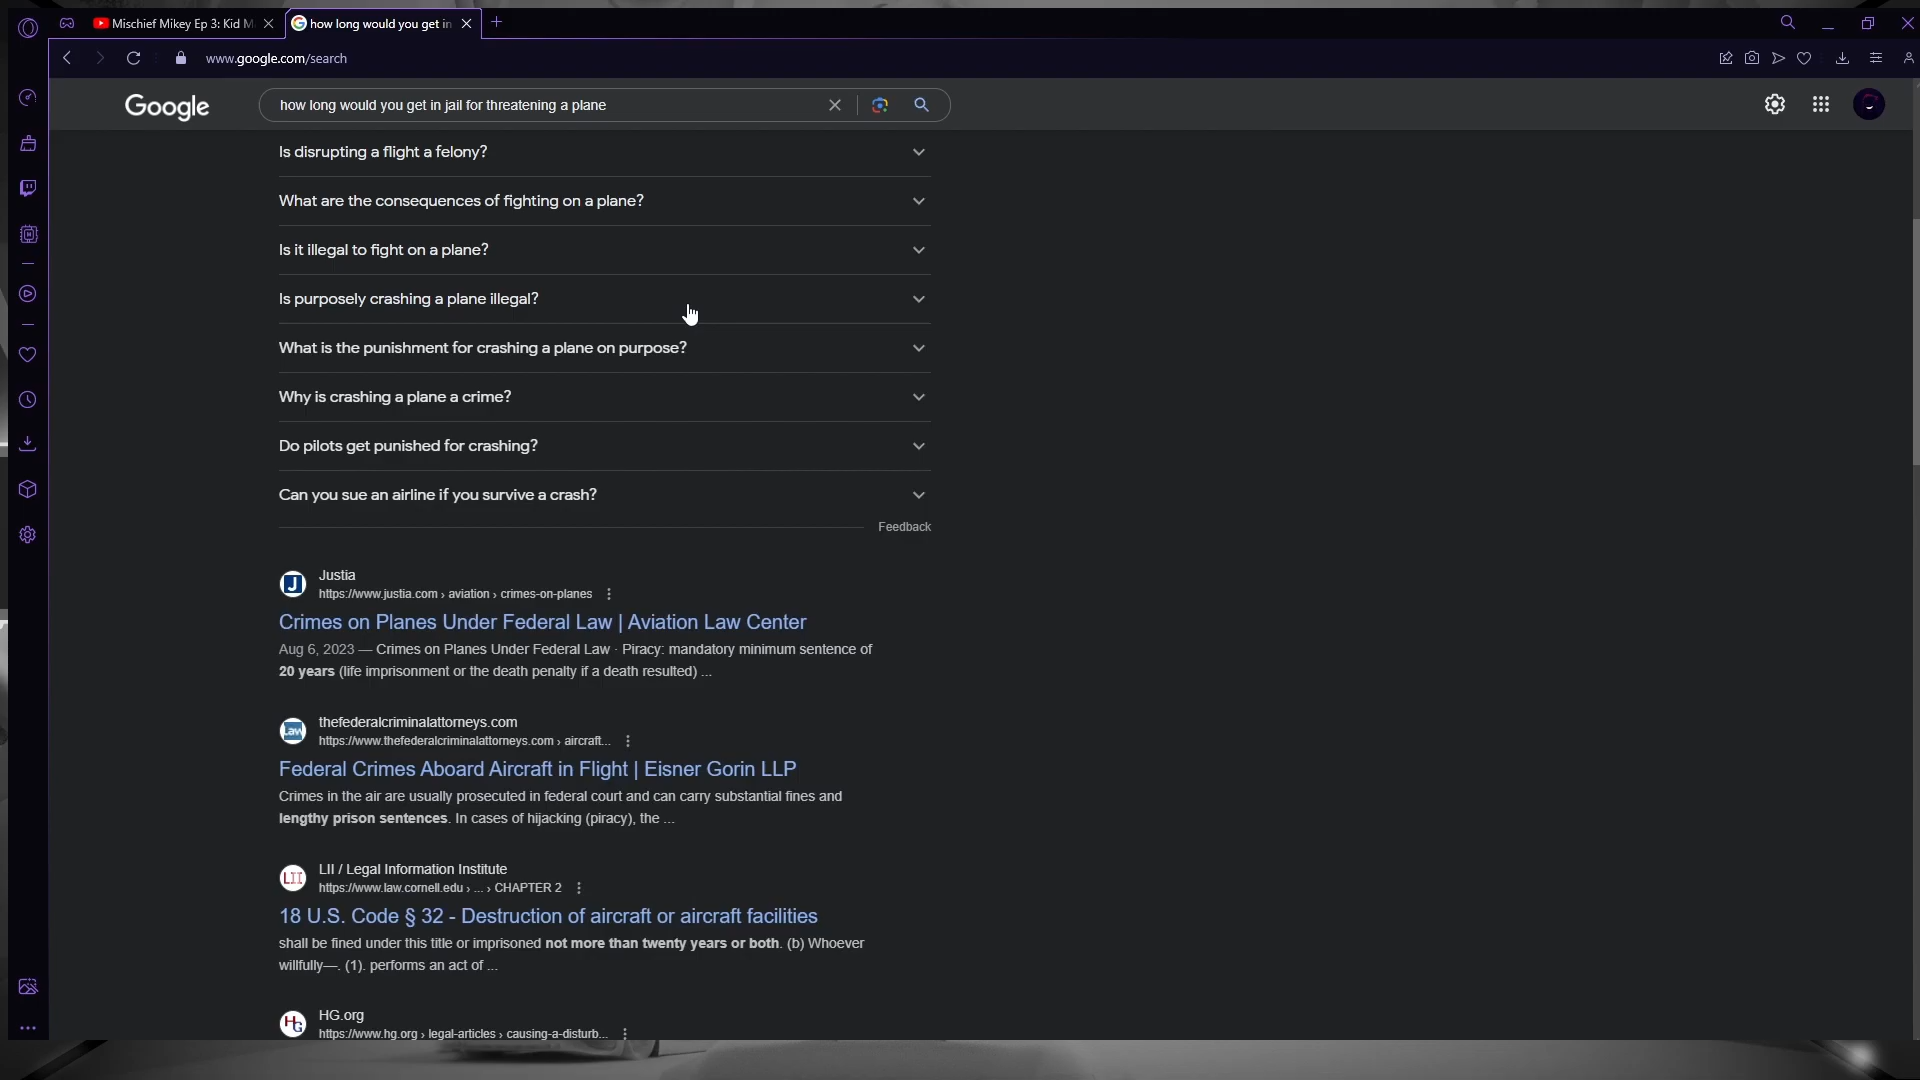 Mischief Mikey Ep 3: Kid M
how long would you get in
www.google.com/search
Google
how long would you get in jail for threatening a plane
Is disrupting a flight a felony?
What are the consequences of fighting on a plane?
Is it illegal to fight on a plane?
Is purposely crashing a plane illegal?
What is the punishment for crashing a plane on purpose?
Why is crashing a plane a crime?
Do pilots get punished for crashing?
Can you sue an airline if you survive a crash?
Feedback
Justia
https://www.justia.com › aviation › crimes-on-planes
Crimes on Planes Under Federal Law | Aviation Law Center
Aug 6, 2023 — Crimes on Planes Under Federal Law · Piracy: mandatory minimum sentence of
20 years (life imprisonment or the death penalty if a death resulted) ...
thefederalcriminalattorneys.com
https://www.thefederalcriminalattorneys.com › aircraft...
Federal Crimes Aboard Aircraft in Flight | Eisner Gorin LLP
Crimes in the air are usually prosecuted in federal court and can carry substantial fines and
lengthy prison sentences. In cases of hijacking (piracy), the ...
LII / Legal Information Institute
https://www.law.cornell.edu › ... › CHAPTER 2
18 U.S. Code § 32 - Destruction of aircraft or aircraft facilities
shall be fined under this title or imprisoned not more than twenty years or both. (b) Whoever
willfully—. (1). performs an act of ...
HG.org
https://www.hg.org › legal-articles › causing-a-disturb...